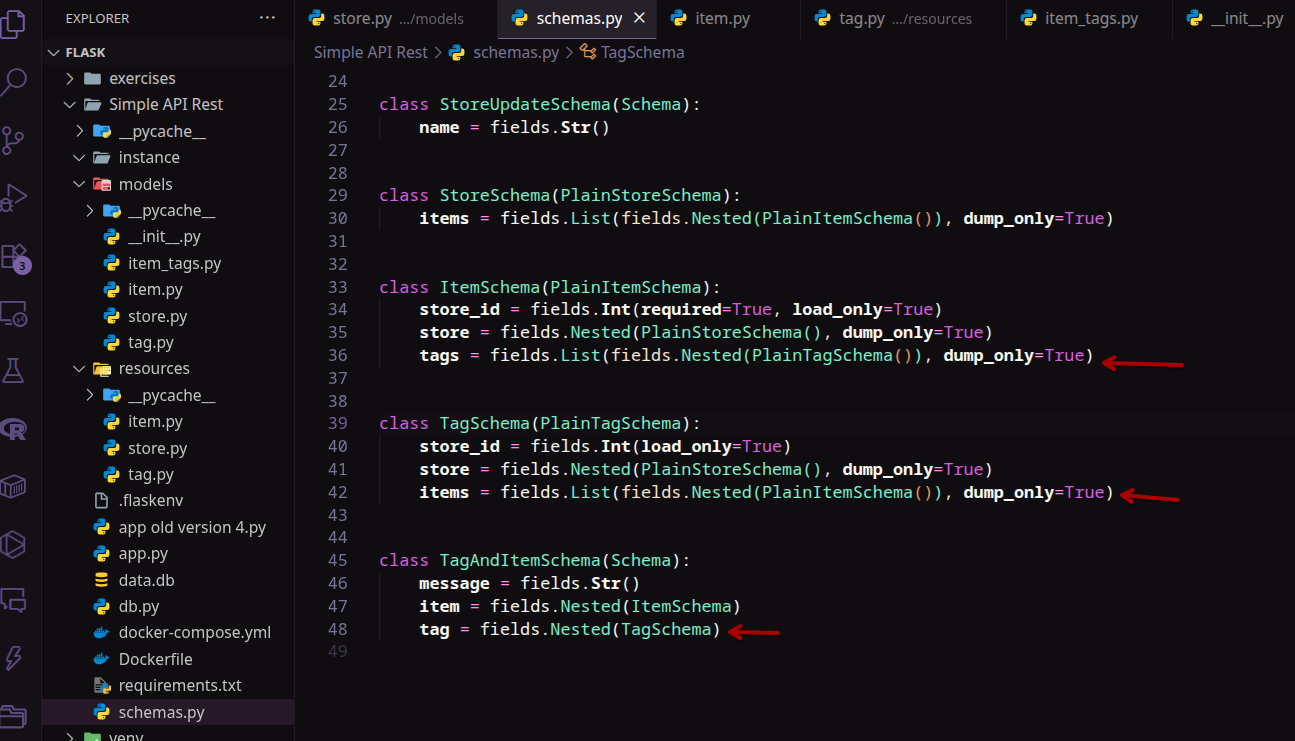 EXPLORER
FLASK
exercises
Simple API Rest
__pycache__
instance
models
__pycache__
__init__.py
item_tags.py
item.py
store.py
tag.py
resources
__pycache__
item.py
store.py
tag.py
.flaskenv
app old version 4.py
app.py
data.db
db.py
docker-compose.yml
Dockerfile
requirements.txt
schemas.py
venv
3
store.py .../models
schemas.py
item.py
tag.py .../resources
item_tags.py
__init__.py
Simple API Rest > schemas.py > TagSchema
24
25 class StoreUpdateSchema(Schema):
26 name = fields.Str()
27
28
29 class StoreSchema(PlainStoreSchema):
30 items = fields.List(fields.Nested(PlainItemSchema()), dump_only=True)
31
32
33 class ItemSchema(PlainItemSchema):
34 store_id = fields.Int(required=True, load_only=True)
35 store = fields.Nested(PlainStoreSchema(), dump_only=True)
36 tags = fields.List(fields.Nested(PlainTagSchema()), dump_only=True)
37
38
39 class TagSchema(PlainTagSchema):
40 store_id = fields.Int(load_only=True)
41 store = fields.Nested(PlainStoreSchema(), dump_only=True)
42 items = fields.List(fields.Nested(PlainItemSchema()), dump_only=True)
43
44
45 class TagAndItemSchema(Schema):
46 message = fields.Str()
47 item = fields.Nested(ItemSchema)
48 tag = fields.Nested(TagSchema)
49